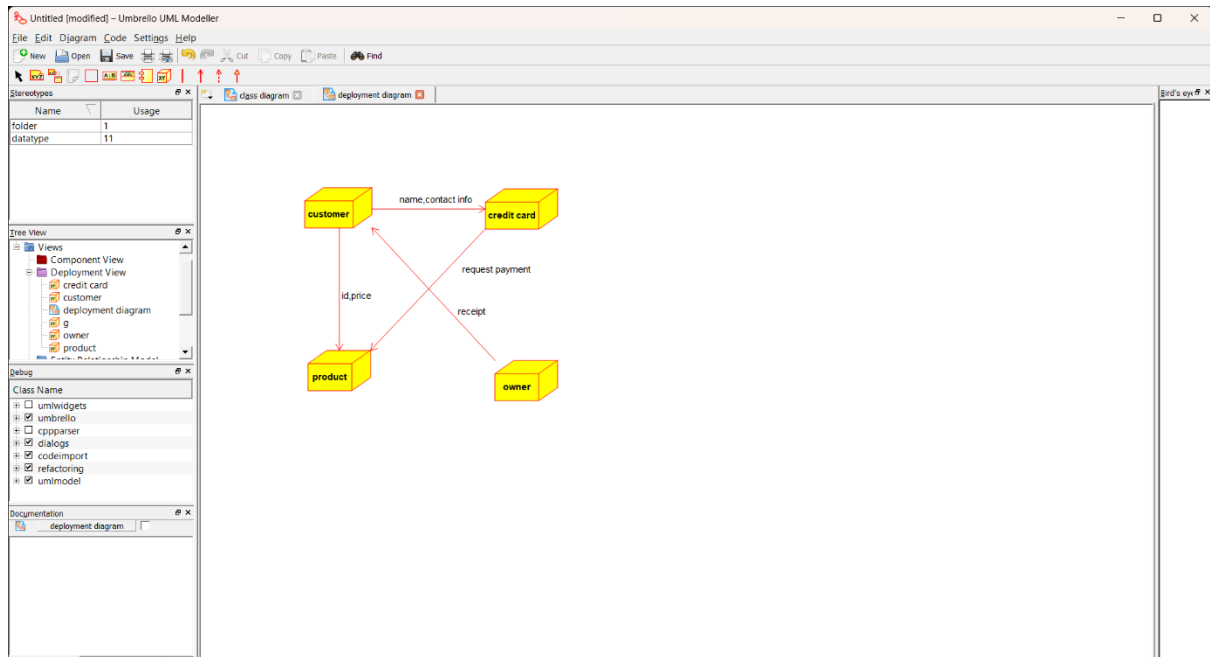 Untitled [modified] – Umbrello UML Modeller
File Edit Diagram Code Settings Help
New Open Save Cut Copy Paste Find
Stereotypes
class diagram deployment diagram
Bird's eye
Name Usage
folder 1
datatype 11
Tree View
Views
Component View
Deployment View
credit card
customer
deployment diagram
g
owner
product
Entity Relationship Model
Debug
Class Name
umlwidgets
umbrello
cppparser
dialogs
codeimport
refactoring
umlmodel
Documentation
deployment diagram
customer
name,contact info
credit card
request payment
id,price
receipt
product
owner